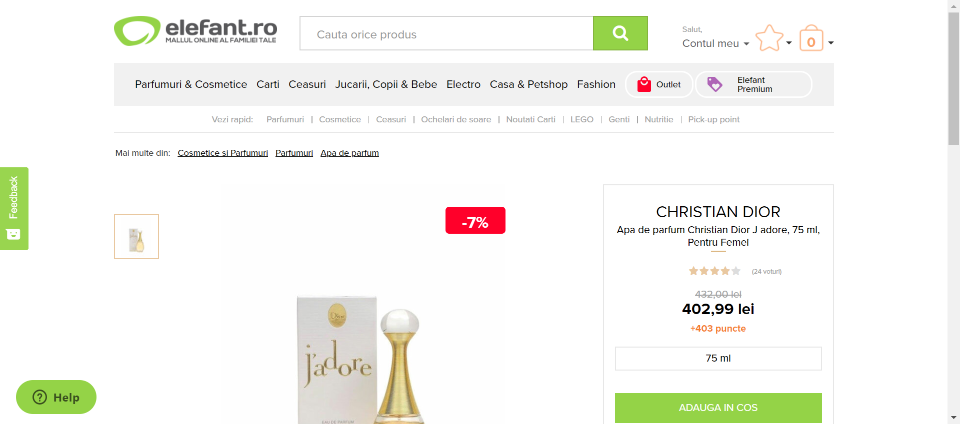 elefant.ro
MALLUL ONLINE AL FAMILIEI TALE
Cauta orice produs
Salut,
Contul meu
0
Parfumuri & Cosmetice Carti Ceasuri Jucarii, Copii & Bebe Electro Casa & Petshop Fashion Outlet Elefant Premium
Vezi rapid: Parfumuri | Cosmetice | Ceasuri | Ochelari de soare | Noutati Carti | LEGO | Genti | Nutritie | Pick-up point
Mai multe din: Cosmetice si Parfumuri Parfumuri Apa de parfum
Feedback
-7%
Dior
j'adore
EAU DE PARFUM
CHRISTIAN DIOR
Apa de parfum Christian Dior J adore, 75 ml,
Pentru Femei
(24 voturi)
432,00 lei
402,99 lei
+403 puncte
75 ml
ADAUGA IN COS
Help